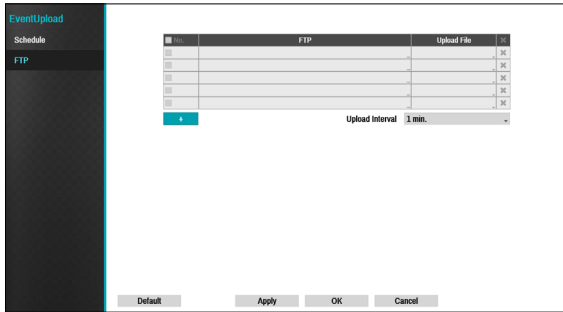 EventUpload
Schedule
FTP
No. FTP Upload File
+ Upload Interval 1 min.
Default Apply OK Cancel